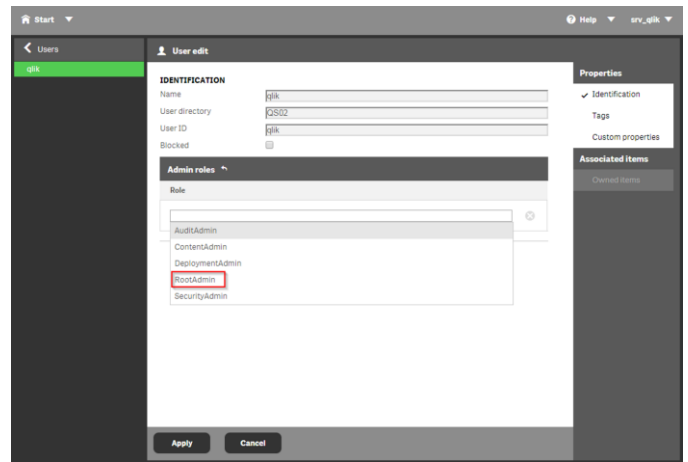 Start
Help
srv_qlik
Users
qlik
User edit
IDENTIFICATION
Name
qlik
User directory
QS02
User ID
qlik
Blocked
Admin roles
Role
AuditAdmin
ContentAdmin
DeploymentAdmin
RootAdmin
SecurityAdmin
Apply
Cancel
Properties
Identification
Tags
Custom properties
Associated items
Owned items